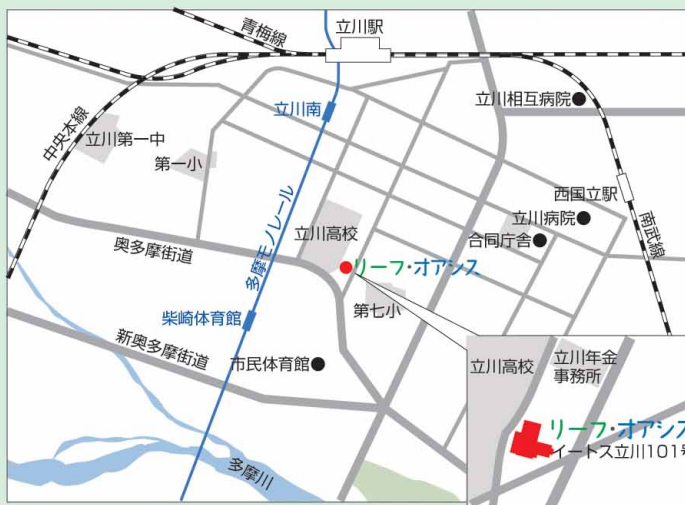 立川駅
青梅線
立川相互病院
立川南
中央本線
立川第一中
第一小
西国立駅
多摩モノレール
立川高校
立川病院
合同庁舎
南武線
奥多摩街道
リーフ・オアシス
第七小
柴崎体育館
新奥多摩街道
市民体育館
多摩川
立川高校
立川年金
事務所
リーフ・オアシス
イートス立川101号